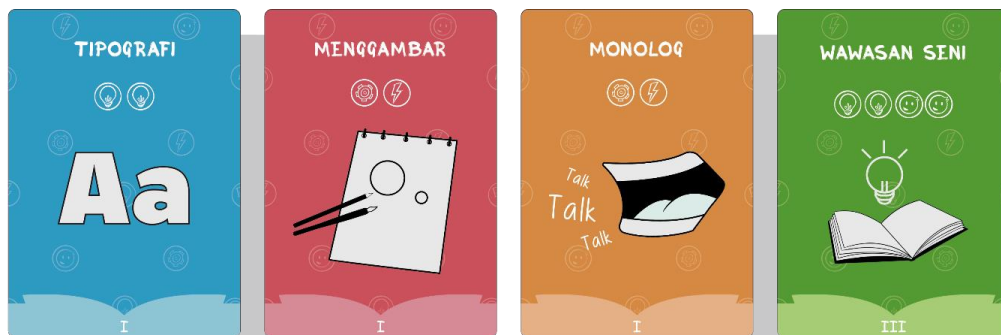 TIPOGRAFI
Aa
I
MENGGAMBAR
I
MONOLOG
Talk
Talk
Talk
I
WAWASAN SENI
III